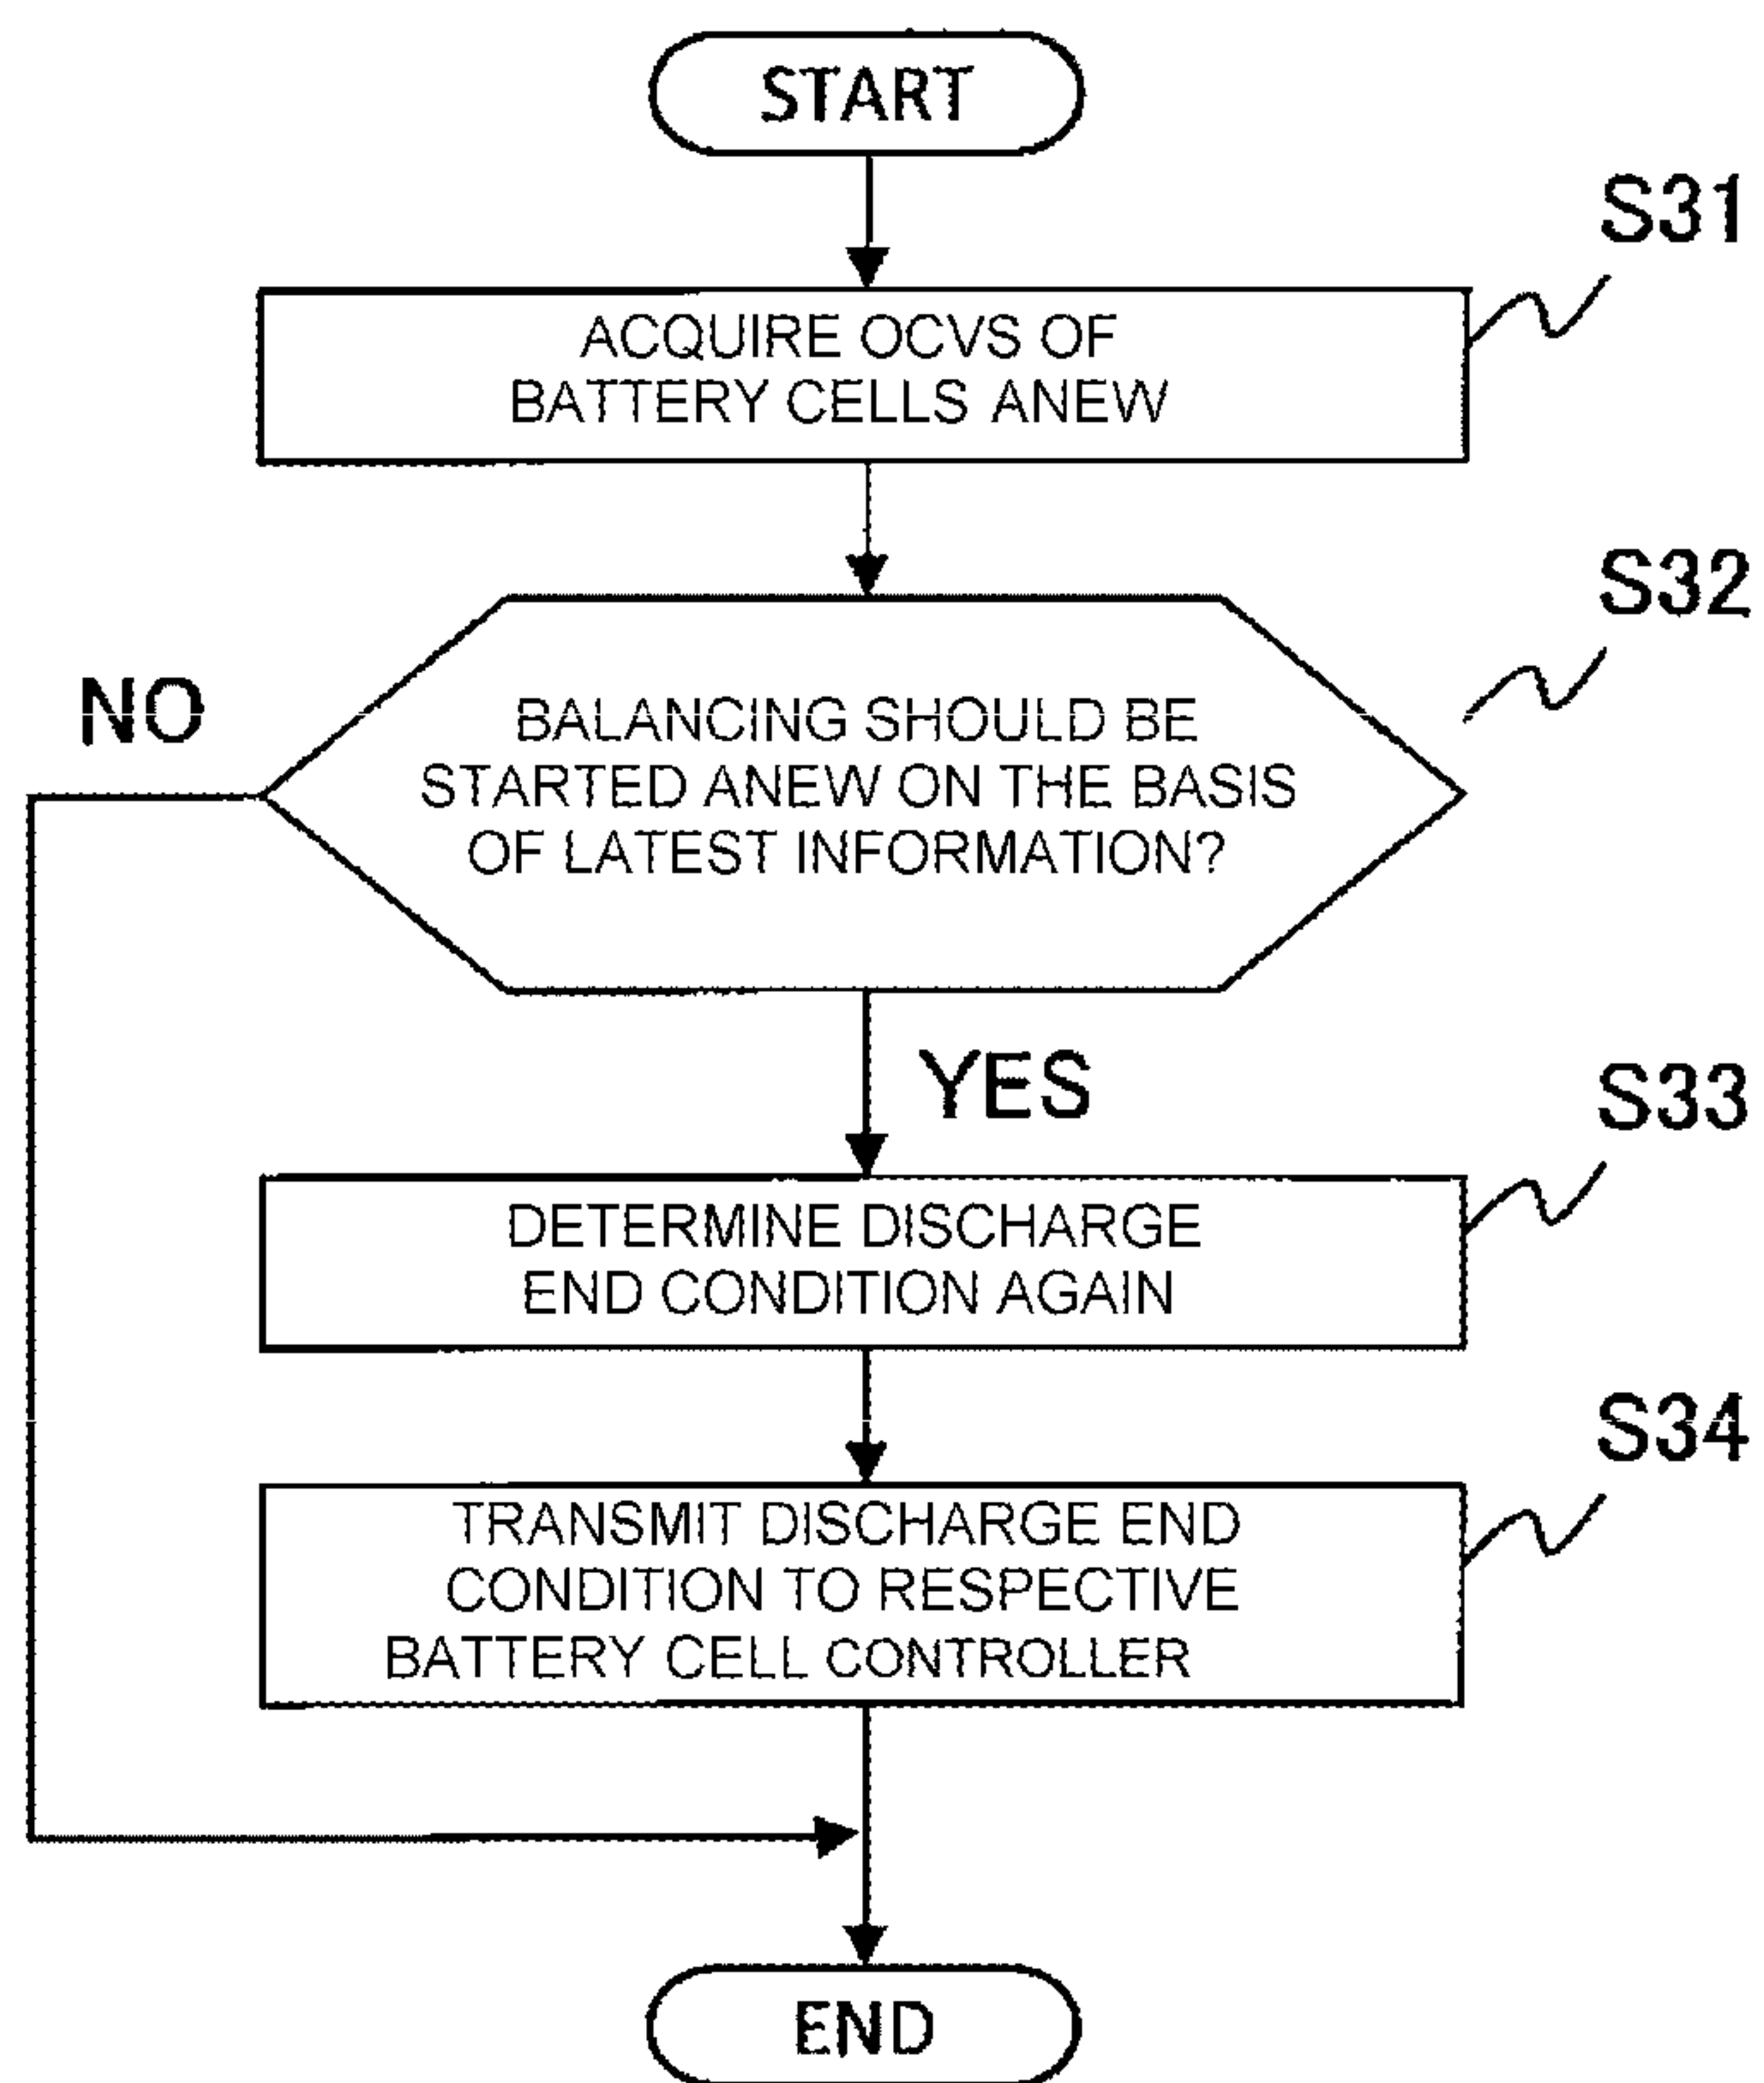 START
S31
ACQUIRE OCVS OF
BATTERY CELLS ANEW
S32
NO
BALANCING SHOULD BE
STARTED ANEW ON THE BASIS
OF LATEST INFORMATION?
YES
S33
DETERMINE DISCHARGE
END CONDITION AGAIN
S34
TRANSMIT DISCHARGE END
CONDITION TO RESPECTIVE
BATTERY CELL CONTROLLER
END